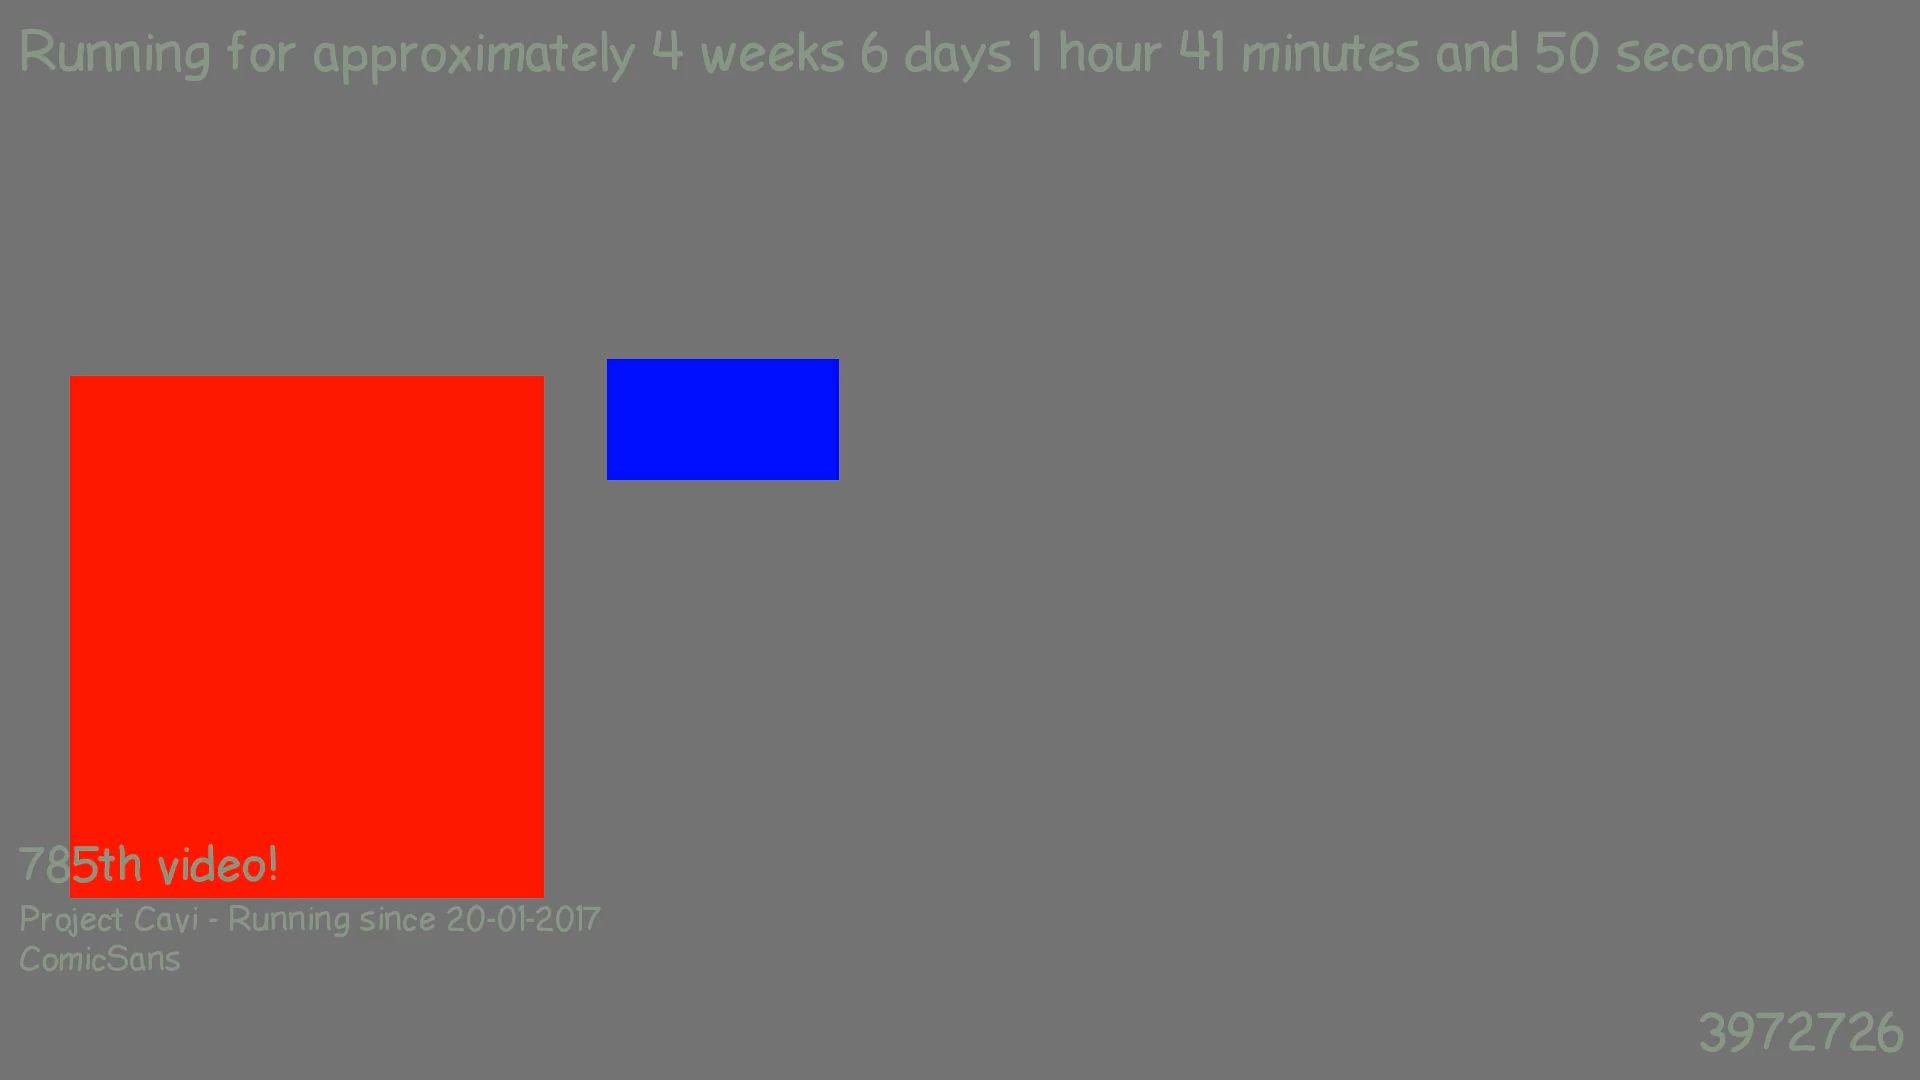 Running for approximately 4 weeks 6 days 1 hour 41 minutes and 50 seconds
785th video!
Project Cavi - Running since 20-01-2017
ComicSans
3972726